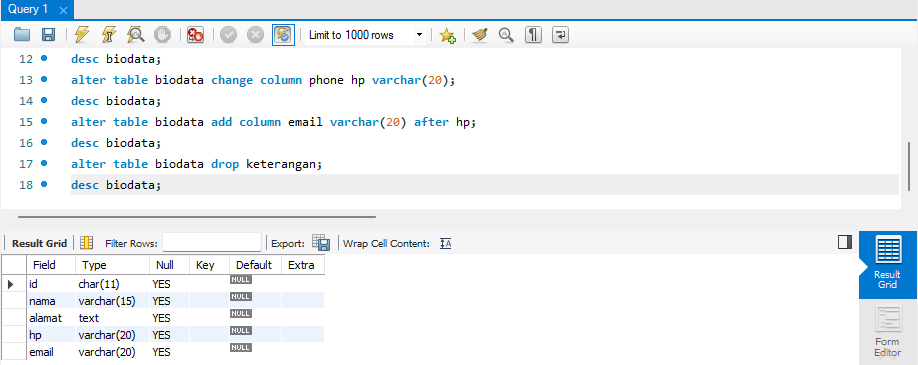 Query 1
Limit to 1000 rows
12 desc biodata;
13 alter table biodata change column phone hp varchar(20);
14 desc biodata;
15 alter table biodata add column email varchar(20) after hp;
16 desc biodata;
17 alter table biodata drop keterangan;
18 desc biodata;
Result Grid Filter Rows: Export: Wrap Cell Content: IA
Field Type Null Key Default Extra
id char(11) YES NULL
nama varchar(15) YES NULL
alamat text YES NULL
hp varchar(20) YES NULL
email varchar(20) YES NULL
Result
Grid
Form
Editor